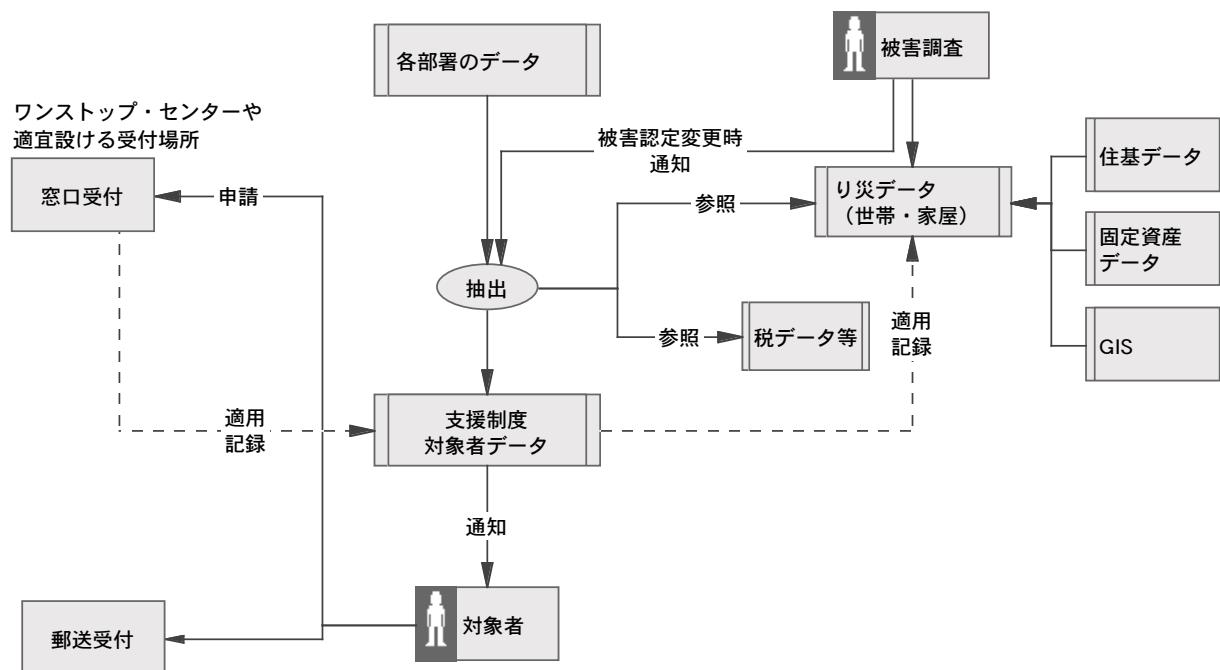 各部署のデータ
被害調査
ワンストップ・センターや
適宜設ける受付場所
窓口受付
申請
被害認定変更時
通知
参照
り災データ
（世帯・家屋）
住基データ
固定資産
データ
GIS
抽出
参照
税データ等
適用
記録
適用
記録
支援制度
対象者データ
通知
対象者
郵送受付